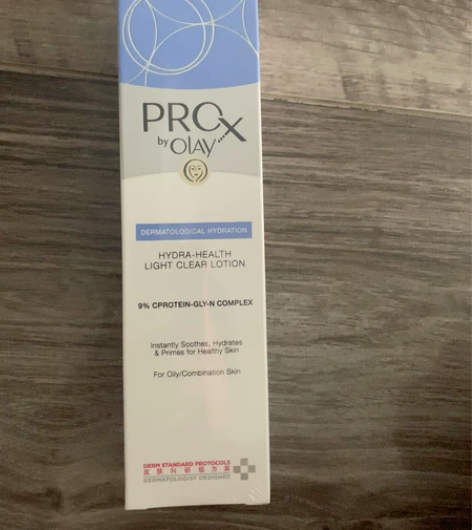 PROX
by OLAY
DERMATOLOGICAL HYDRATION
HYDRA-HEALTH
LIGHT CLEAR LOTION
9% CPROTEIN-GLY-N COMPLEX
Instantly Soothes, Hydrates
& Primes for Healthy Skin
For Oily/Combination Skin
DERM STANDARD PROTOCOLS
DERMATOLOGIST DESIGNED